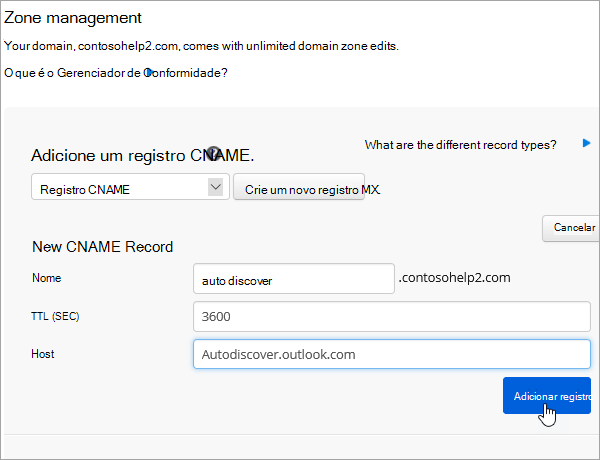 Zone management
Your domain, contosohelp2.com, comes with unlimited domain zone edits.
O que é o Gerenciador de Conformidade?
What are the different record types?
Adicione um registro CNAME.
Registro CNAME
Crie um novo registro MX.
Cancelar
New CNAME Record
Nome
auto discover
.contosohelp2.com
TTL (SEC)
3600
Host
Autodiscover.outlook.com
Adicionar registro